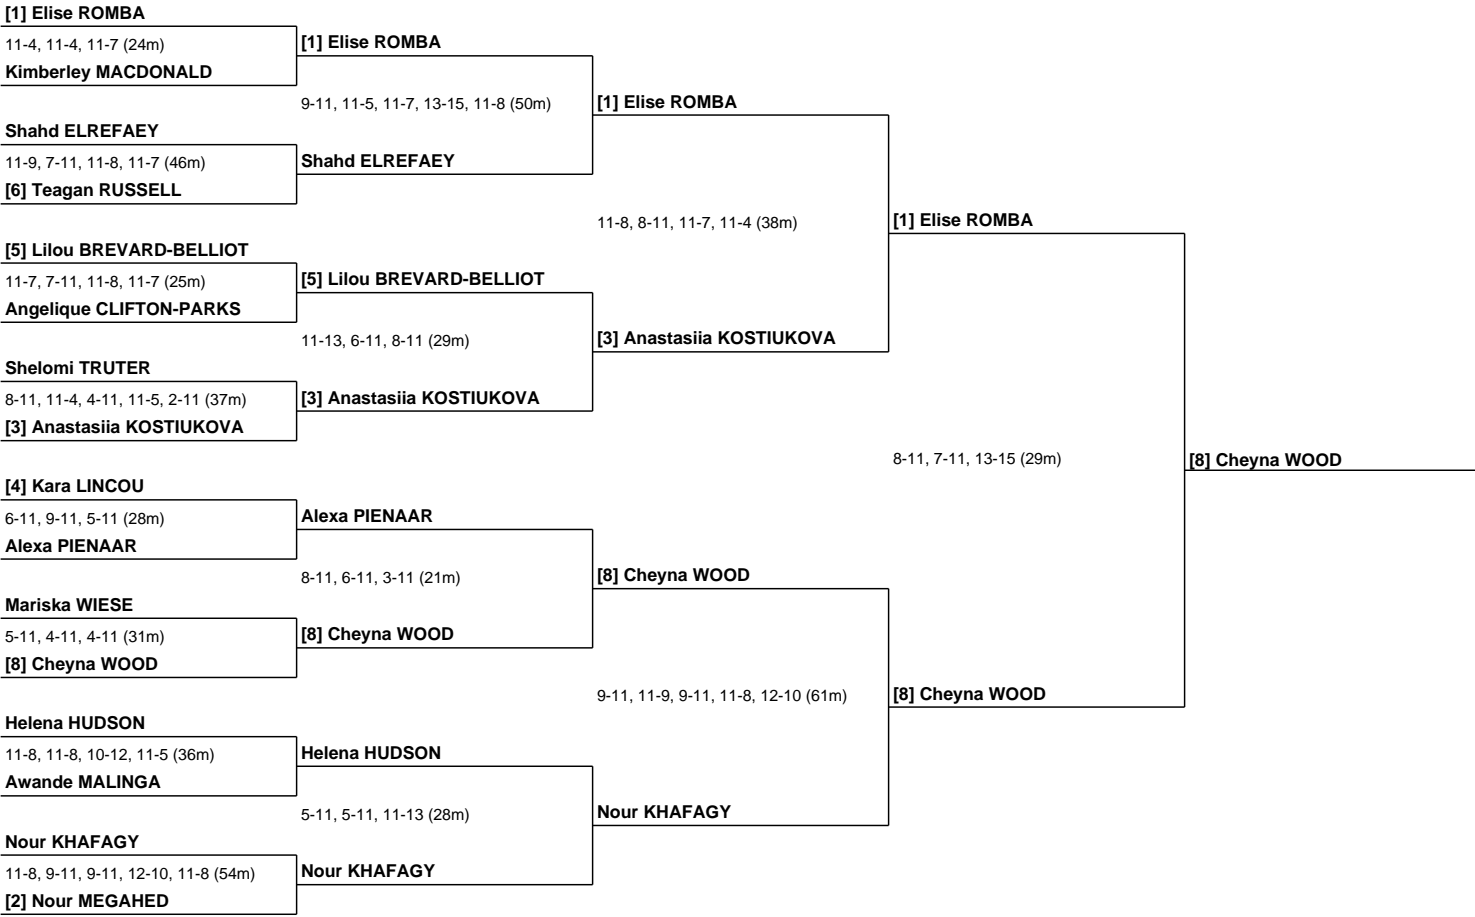 [1] Elise ROMBA
11-4, 11-4, 11-7 (24m)
Kimberley MACDONALD
Shahd ELREFAEY
11-9, 7-11, 11-8, 11-7 (46m)
[6] Teagan RUSSELL
[5] Lilou BREVARD-BELLIOT
11-7, 7-11, 11-8, 11-7 (25m)
Angelique CLIFTON-PARKS
Shelomi TRUTER
8-11, 11-4, 4-11, 11-5, 2-11 (37m)
[3] Anastasiia KOSTIUKOVA
[4] Kara LINCOU
6-11, 9-11, 5-11 (28m)
Alexa PIENAAR
Mariska WIESE
5-11, 4-11, 4-11 (31m)
[8] Cheyna WOOD
Helena HUDSON
11-8, 11-8, 10-12, 11-5 (36m)
Awande MALINGA
Nour KHAFAGY
11-8, 9-11, 9-11, 12-10, 11-8 (54m)
[2] Nour MEGAHED
[1] Elise ROMBA
9-11, 11-5, 11-7, 13-15, 11-8 (50m)
Shahd ELREFAEY
[5] Lilou BREVARD-BELLIOT
11-13, 6-11, 8-11 (29m)
[3] Anastasiia KOSTIUKOVA
Alexa PIENAAR
8-11, 6-11, 3-11 (21m)
[8] Cheyna WOOD
Helena HUDSON
5-11, 5-11, 11-13 (28m)
Nour KHAFAGY
[1] Elise ROMBA
11-8, 8-11, 11-7, 11-4 (38m)
[3] Anastasiia KOSTIUKOVA
[8] Cheyna WOOD
9-11, 11-9, 9-11, 11-8, 12-10 (61m)
Nour KHAFAGY
[1] Elise ROMBA
8-11, 7-11, 13-15 (29m)
[8] Cheyna WOOD
[8] Cheyna WOOD